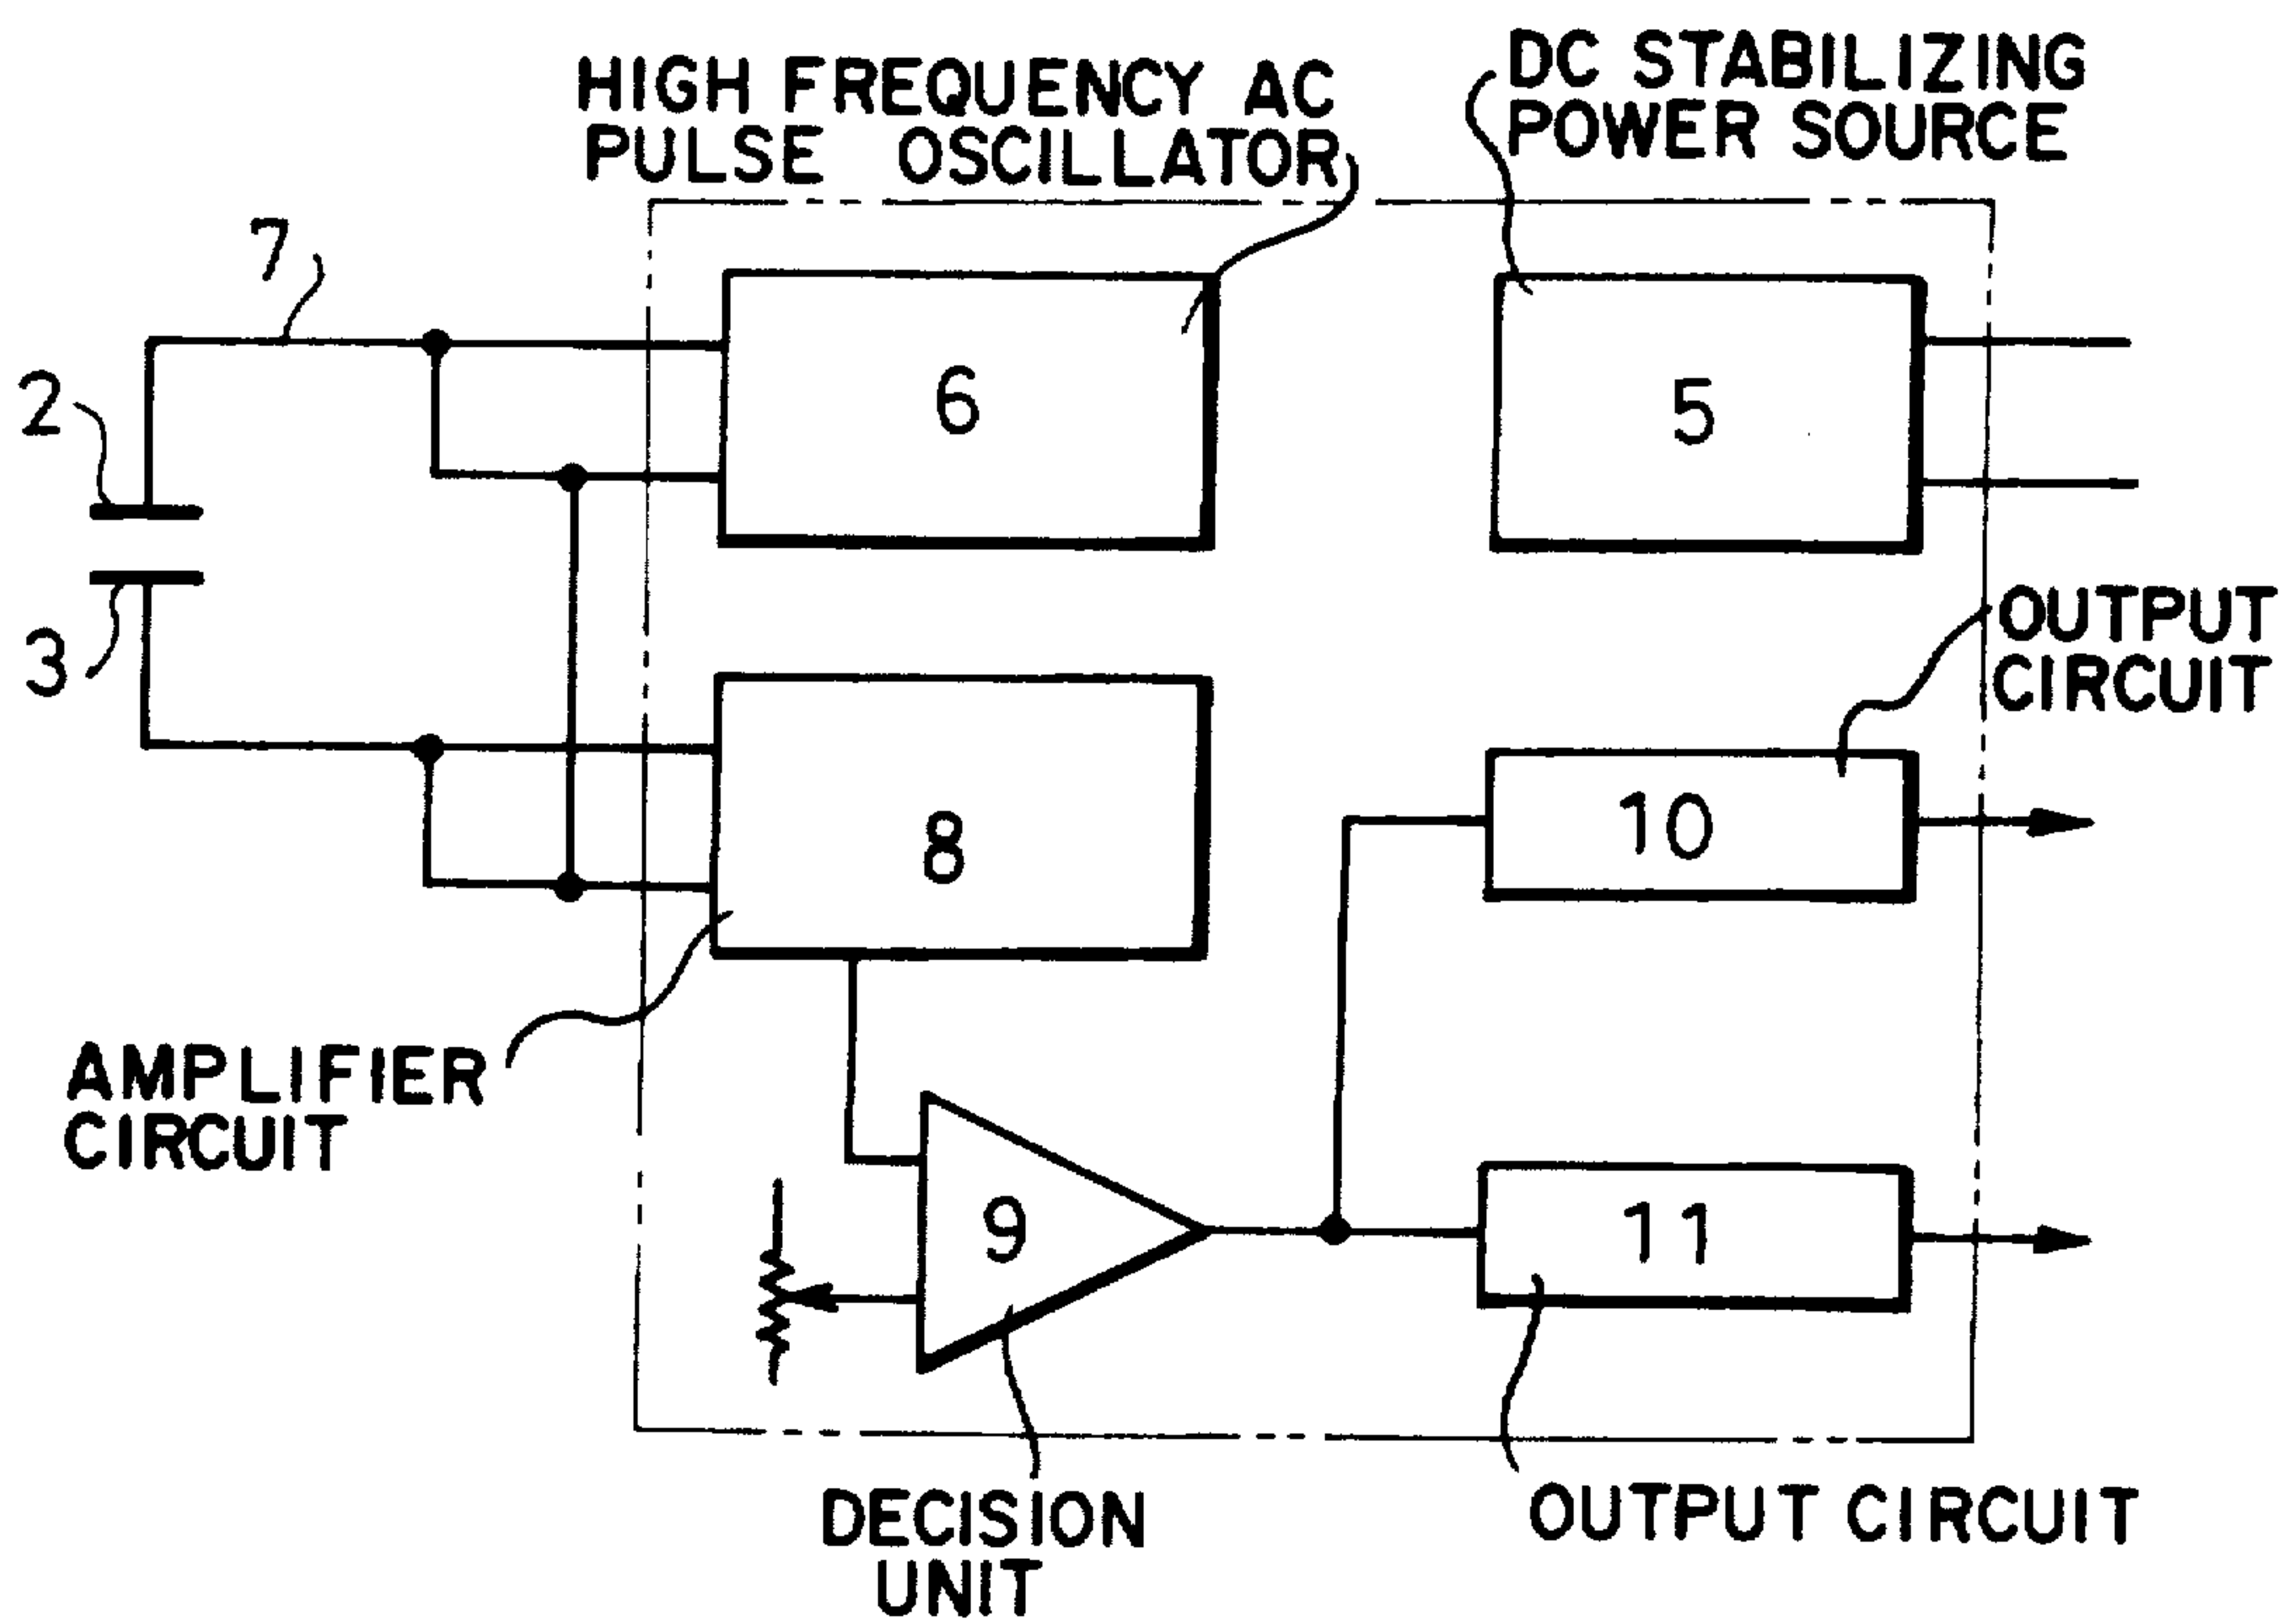 HIGH FREQUENCY AC
PULSE OSCILLATOR
DC STABILIZING
POWER SOURCE
7
2
6
5
3
OUTPUT
CIRCUIT
8
10
AMPLIFIER
CIRCUIT
9
11
DECISION
UNIT
OUTPUT CIRCUIT